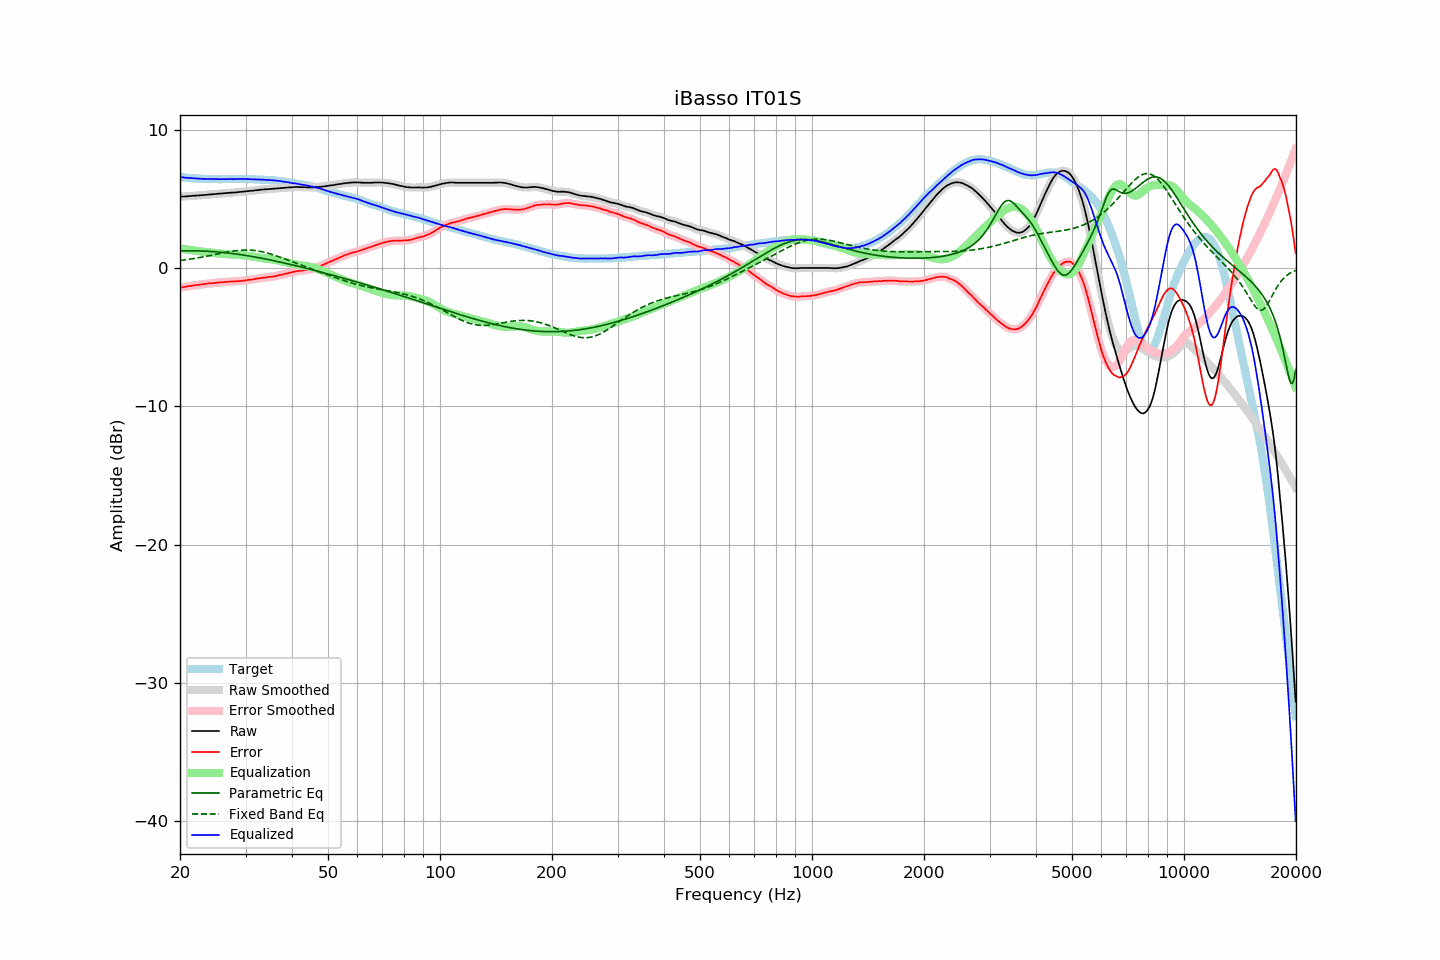 iBasso IT01S
10
0
−10
−20
−30
−40
Amplitude (dBr)
Target
Raw Smoothed
Error Smoothed
Raw
Error
Equalization
Parametric Eq
Fixed Band Eq
Equalized
20 50 100 200 500 1000 2000 5000 10000 20000
Frequency (Hz)